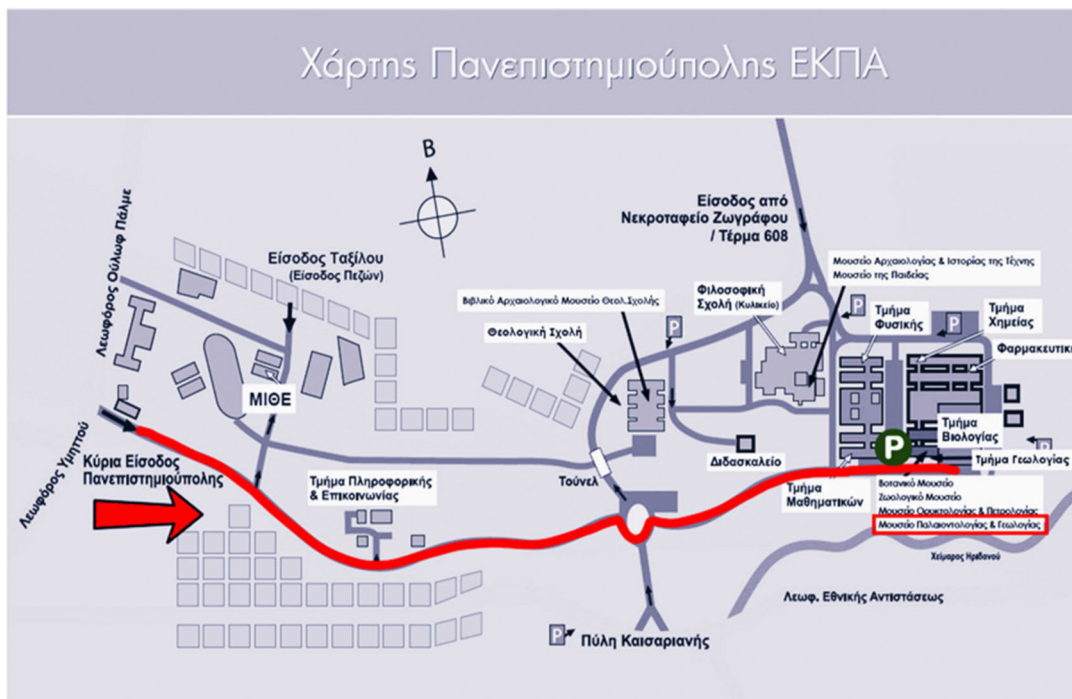 Χάρτης Πανεπιστημιούπολης ΕΚΠΑ
Β
Λεωφόρος Ούλωφ Πάλμε
Είσοδος Ταξίλου
(Είσοδος Πεζών)
Είσοδος από
Νεκροταφείο Ζωγράφου
/ Τέρμα 608
Μουσείο Αρχαιολογίας & Ιστορίας της Τέχνης
Μουσείο της Παιδείας
Φιλοσοφική
Σχολή (Κυλικείο)
Βιβλικό Αρχαιολογικό Μουσείο Θεολ.Σχολής
Θεολογική Σχολή
P
P
P
Τμήμα
Φυσικής
Τμήμα
Χημείας
Φαρμακευτικ
ΜΙΘΕ
Λεωφόρος Υμηττού
Κύρια Είσοδος
Πανεπιστημιούπολης
Τμήμα Πληροφορικής
& Επικοινωνίας
Τούνελ
Διδασκαλείο
P
P
Τμήμα
Βιολογίας
Τμήμα Γεωλογίας
Τμήμα
Μαθηματικών
Βοτανικό Μουσείο
Ζωολογικό Μουσείο
Μουσείο Ορυκτολογίας & Πετρολογίας
Μουσείο Παλαιοντολογίας & Γεωλογίας
Χείμαρος Ηριδανού
Λεωφ. Εθνικής Αντιστάσεως
P
Πύλη Καισαριανής